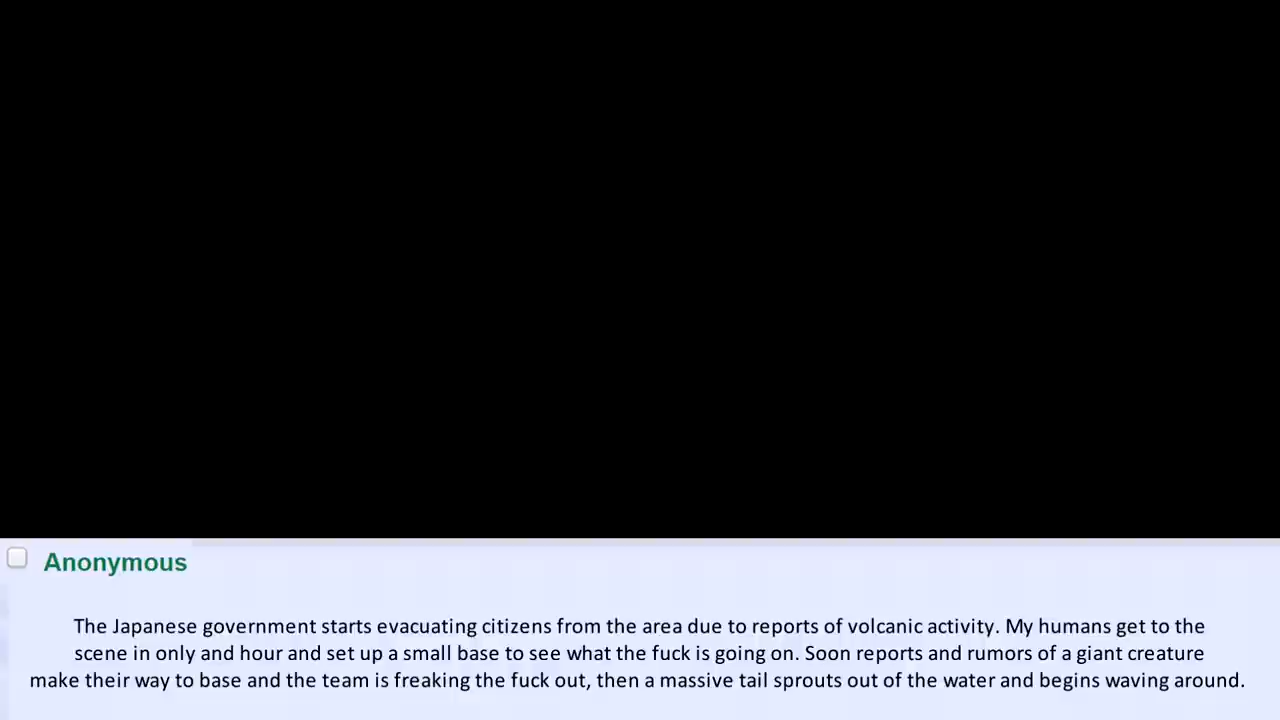 Anonymous
The Japanese government starts evacuating citizens from the area due to reports of volcanic activity. My humans get to the
scene in only and hour and set up a small base to see what the fuck is going on. Soon reports and rumors of a giant creature
make their way to base and the team is freaking the fuck out, then a massive tail sprouts out of the water and begins waving around.